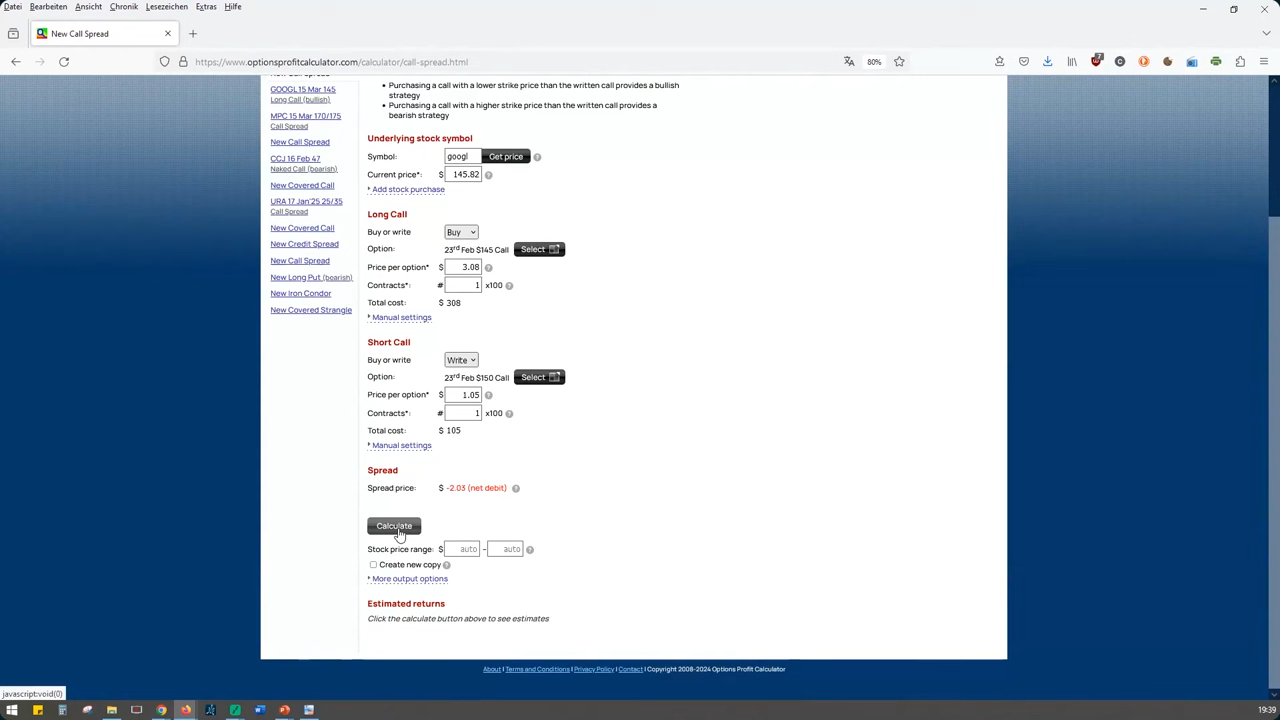 Datei Bearbeiten Ansicht Chronik Lesezeichen Extras Hilfe
New Call Spread
https://www.optionsprofitcalculator.com/calculator/call-spread.html
80%
7
GOOGL 15 Mar 145
Long Call (bullish)
MPC 15 Mar 170/175
Call Spread
New Call Spread
CCJ 16 Feb 47
Naked Call (bearish)
New Covered Call
URA 17 Jan'25 25/35
Call Spread
New Covered Call
New Credit Spread
New Call Spread
New Long Put (bearish)
New Iron Condor
New Covered Strangle
• Purchasing a call with a lower strike price than the written call provides a bullish
strategy
• Purchasing a call with a higher strike price than the written call provides a
bearish strategy
Underlying stock symbol
Symbol: googl Get price ?
Current price*: $ 145.82 ?
Add stock purchase
Long Call
Buy or write Buy
Option: 23rd Feb $145 Call Select
Price per option* $ 3.08 ?
Contracts*: # 1 x100 ?
Total cost: $ 308
Manual settings
Short Call
Buy or write Write
Option: 23rd Feb $150 Call Select
Price per option* $ 1.05 ?
Contracts*: # 1 x100 ?
Total cost: $ 105
Manual settings
Spread
Spread price: $ -2.03 (net debit) ?
Calculate
Stock price range: $ auto - auto ?
Create new copy ?
More output options
Estimated returns
Click the calculate button above to see estimates
About | Terms and Conditions | Privacy Policy | Contact | Copyright 2008-2024 Options Profit Calculator
javascript:void(0)
19:39